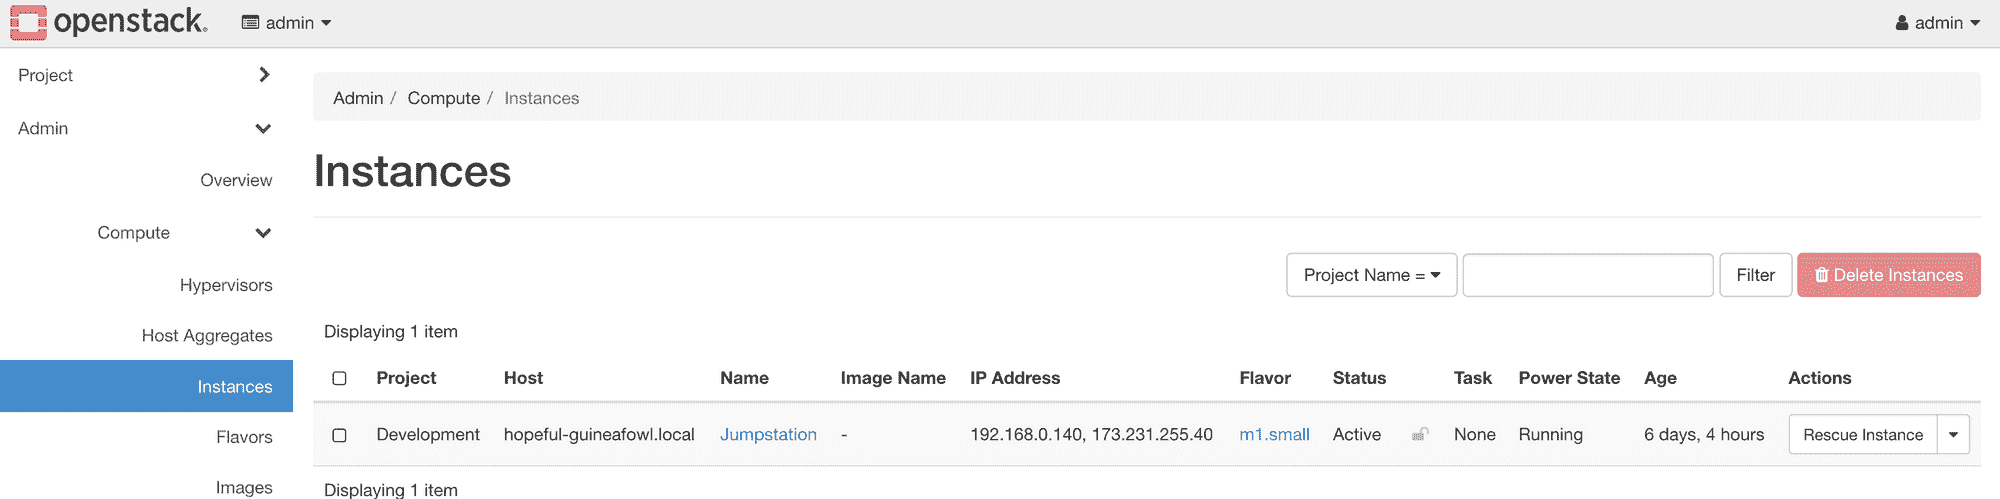 openstack. admin admin
Project
Admin / Compute / Instances
Admin
Instances
Overview
Compute
Project Name = Filter Delete Instances
Hypervisors
Displaying 1 item
Host Aggregates
Project Host Name Image Name IP Address Flavor Status Task Power State Age Actions
Instances
Development hopeful-guineafowl.local Jumpstation - 192.168.0.140, 173.231.255.40 m1.small Active None Running 6 days, 4 hours Rescue Instance
Flavors
Images
Displaying 1 item